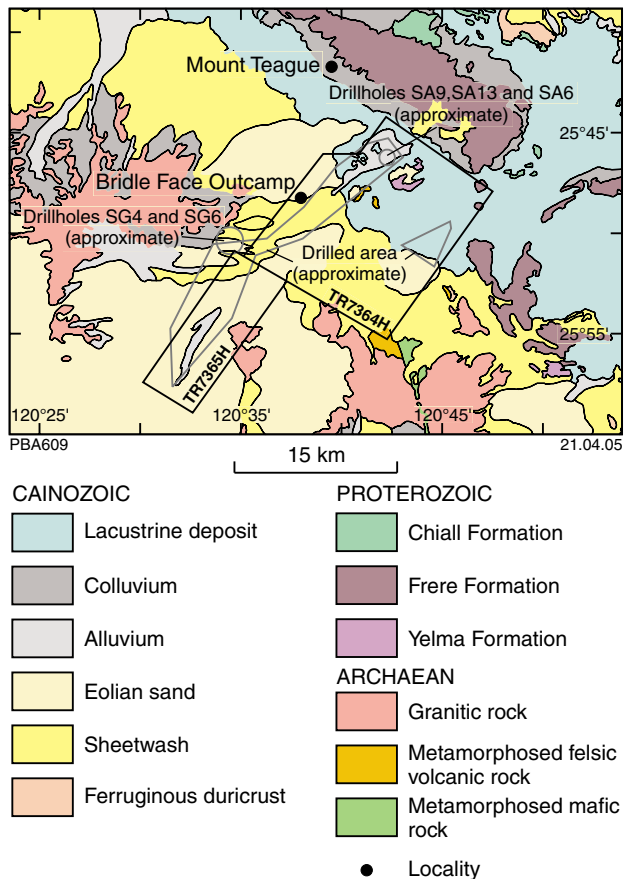 Mount Teague
Drillholes SA9,SA13 and SA6
(approximate)
25°45'
Bridle Face Outcamp
Drillholes SG4 and SG6
(approximate)
Drilled area
(approximate)
TR7364H
TR7365H
25°55'
120°25'
120°35'
120°45'
PBA609
21.04.05
15 km
CAINOZOIC
Lacustrine deposit
Colluvium
Alluvium
Eolian sand
Sheetwash
Ferruginous duricrust
PROTEROZOIC
Chiall Formation
Frere Formation
Yelma Formation
ARCHAEAN
Granitic rock
Metamorphosed felsic
volcanic rock
Metamorphosed mafic
rock
Locality